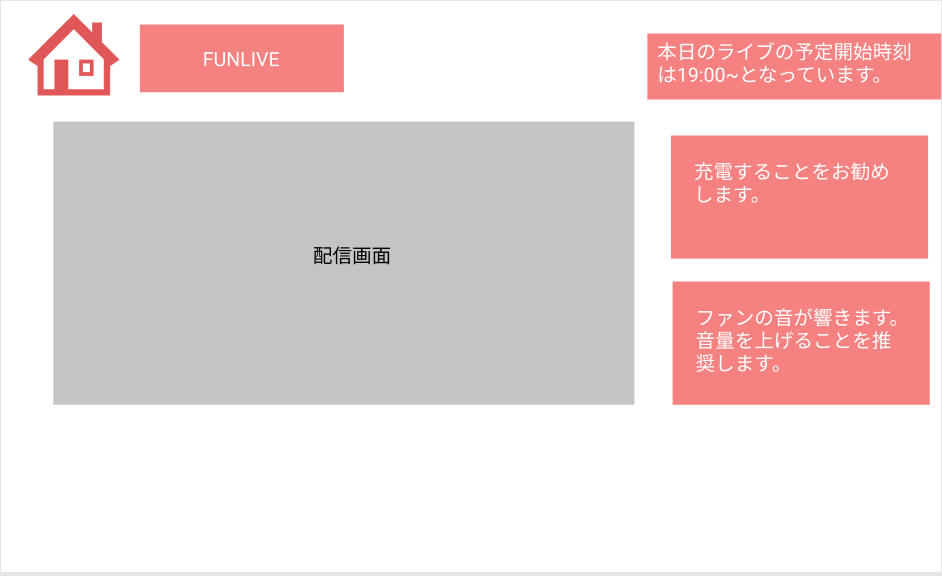 FUNLIVE
本日のライブの予定開始時刻
は19:00~となっています。
配信画面
充電することをお勧め
します。
ファンの音が響きます。
音量を上げることを推
奨します。